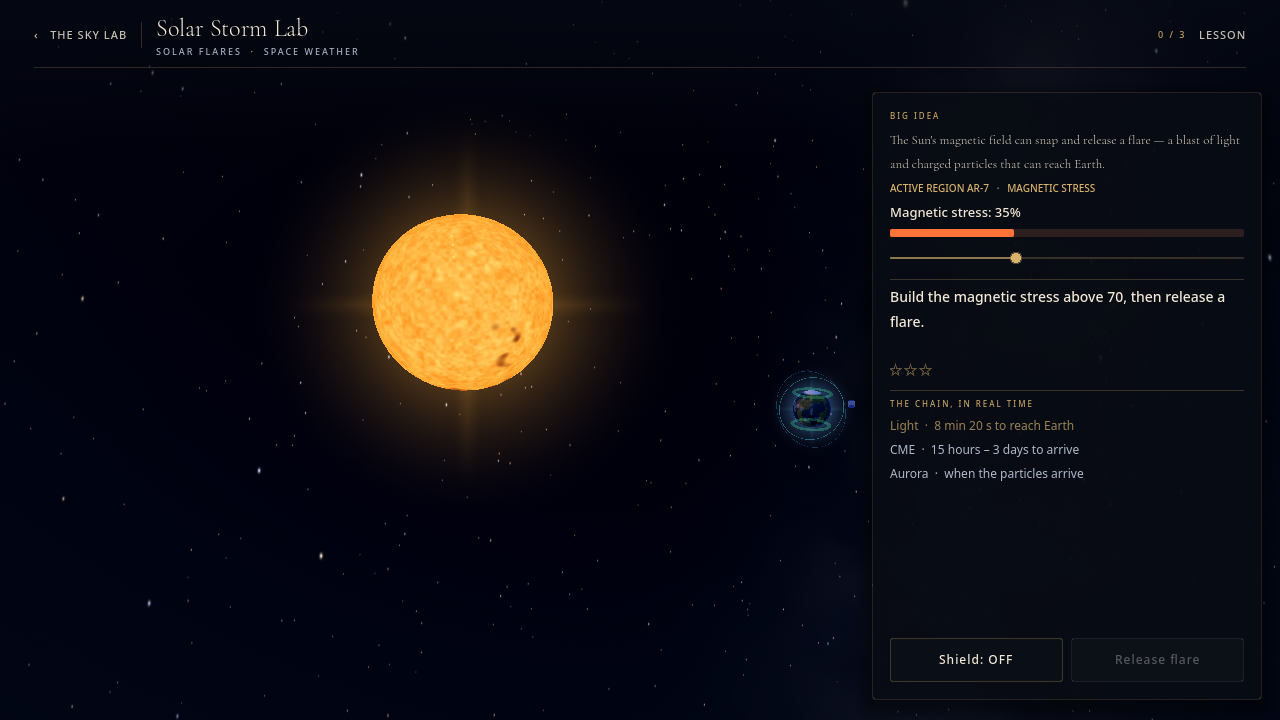 ‹ THE SKY LAB
Solar Storm Lab
SOLAR FLARES · SPACE WEATHER
0 / 3 LESSON
BIG IDEA
The Sun's magnetic field can snap and release a flare — a blast of light
and charged particles that can reach Earth.
ACTIVE REGION AR-7 · MAGNETIC STRESS
Magnetic stress: 35%
Build the magnetic stress above 70, then release a
flare.
☆☆☆
THE CHAIN, IN REAL TIME
Light · 8 min 20 s to reach Earth
CME · 15 hours – 3 days to arrive
Aurora · when the particles arrive
Shield: OFF
Release flare